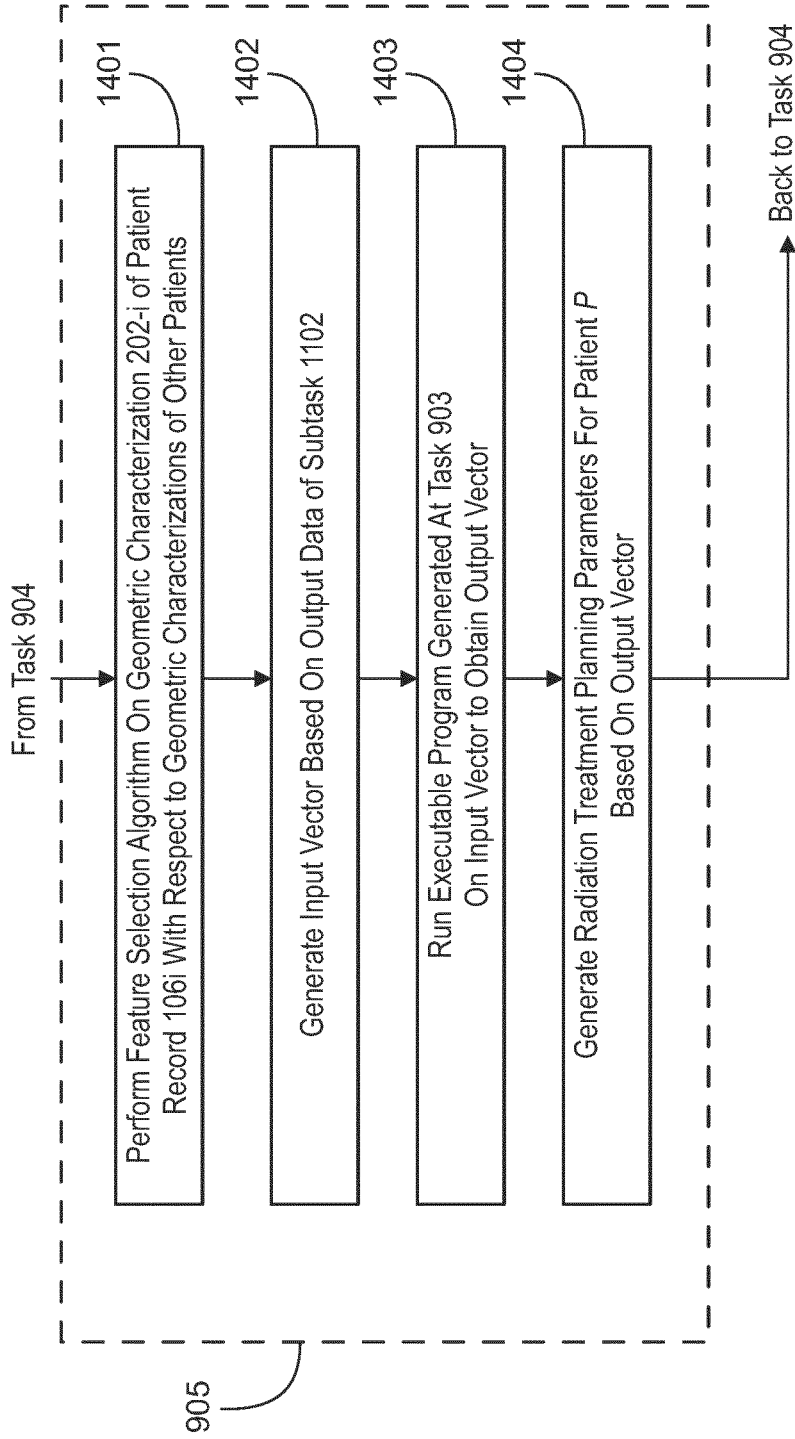 From Task 904
1401
Perform Feature Selection Algorithm On Geometric Characterization 202-i of Patient
Record 106i With Respect to Geometric Characterizations of Other Patients
1402
Generate Input Vector Based On Output Data of Subtask 1102
1403
Run Executable Program Generated At Task 903
On Input Vector to Obtain Output Vector
1404
Generate Radiation Treatment Planning Parameters For Patient P
Based On Output Vector
905
Back to Task 904